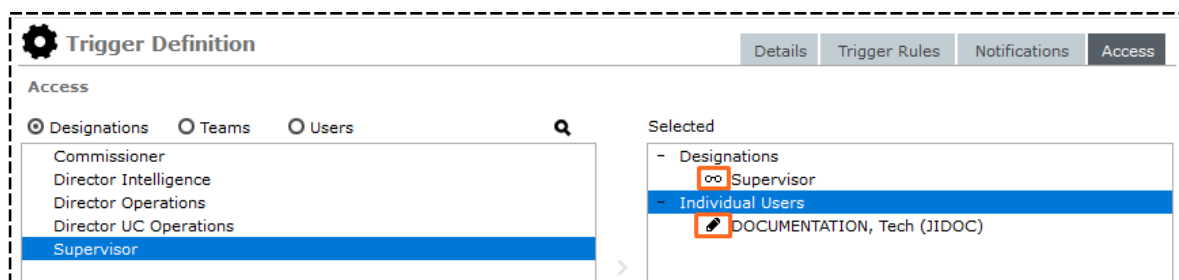 Trigger Definition
Details Trigger Rules Notifications Access
Access
Designations Teams Users
Commissioner
Director Intelligence
Director Operations
Director UC Operations
Supervisor
Selected
- Designations
Supervisor
- Individual Users
DOCUMENTATION, Tech (JIDOC)